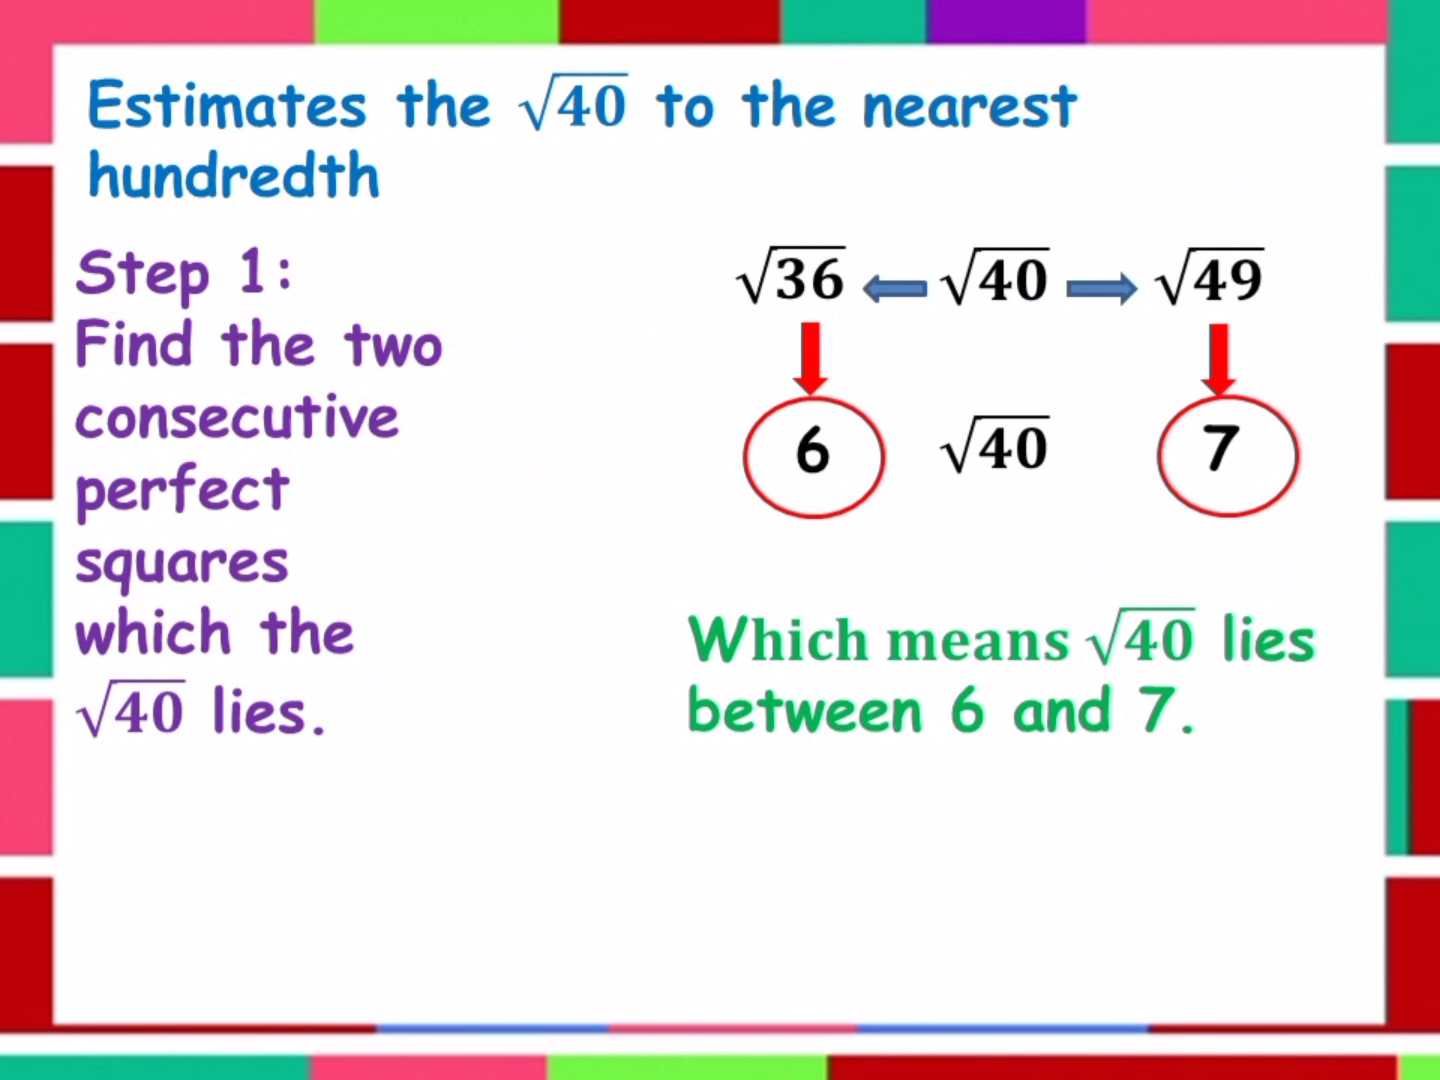 Estimates the √40 to the nearest
hundredth
Step 1:
Find the two
consecutive
perfect
squares
which the
√40 lies.
√36 √40 √49
6 √40 7
Which means √40 lies
between 6 and 7.